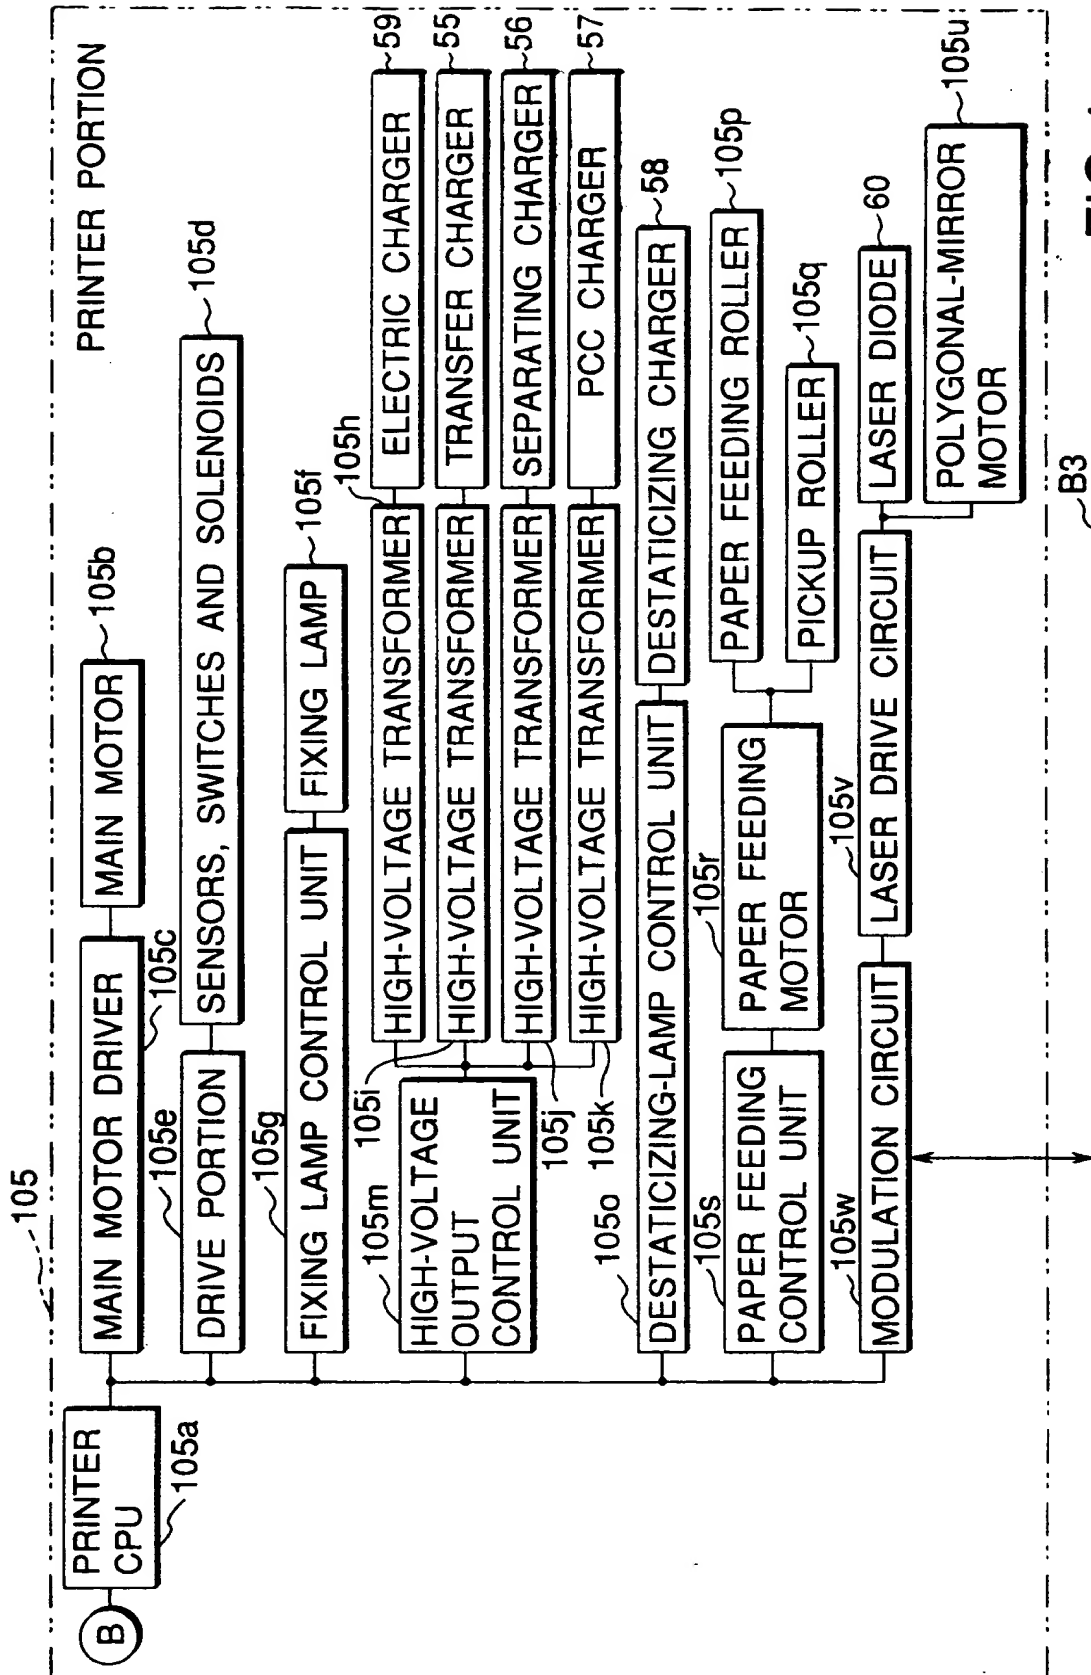 105
PRINTER PORTION
B
PRINTER
CPU
105a
MAIN MOTOR DRIVER
105c
MAIN MOTOR
105b
105e
DRIVE PORTION
SENSORS, SWITCHES AND SOLENOIDS
105d
105g
FIXING LAMP CONTROL UNIT
FIXING LAMP
105f
105m
HIGH-VOLTAGE
OUTPUT
CONTROL UNIT
HIGH-VOLTAGE TRANSFORMER
105h
ELECTRIC CHARGER
59
105i
HIGH-VOLTAGE TRANSFORMER
TRANSFER CHARGER
55
105j
HIGH-VOLTAGE TRANSFORMER
SEPARATING CHARGER
56
105k
HIGH-VOLTAGE TRANSFORMER
PCC CHARGER
57
105o
DESTATICIZING-LAMP CONTROL UNIT
DESTATICIZING CHARGER
58
105s
PAPER FEEDING
CONTROL UNIT
105r
PAPER FEEDING
MOTOR
PAPER FEEDING ROLLER
105p
PICKUP ROLLER
105q
105w
MODULATION CIRCUIT
105v
LASER DRIVE CIRCUIT
LASER DIODE
60
POLYGONAL-MIRROR
MOTOR
105u
B3